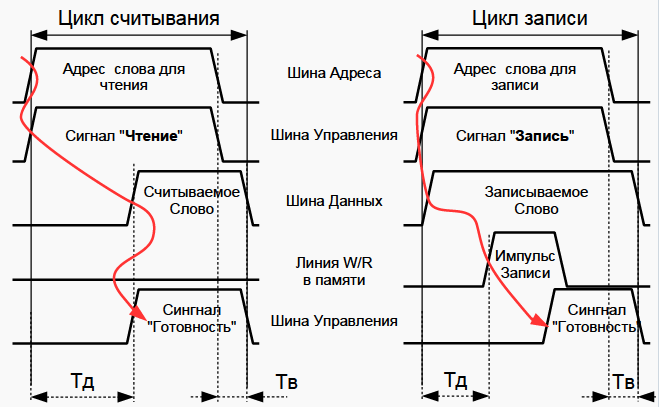 Цикл считывания
Цикл записи
Адрес слова для
чтения
Шина Адреса
Адрес слова для
записи
Сигнал "Чтение"
Шина Управления
Сигнал "Запись"
Считываемое
Слово
Шина Данных
Записываемое
Слово
Линия W/R
в памяти
Импульс
Записи
Сингнал
"Готовность"
Шина Управления
Сингнал
"Готовность"
Тд
Тв
Тд
Тв